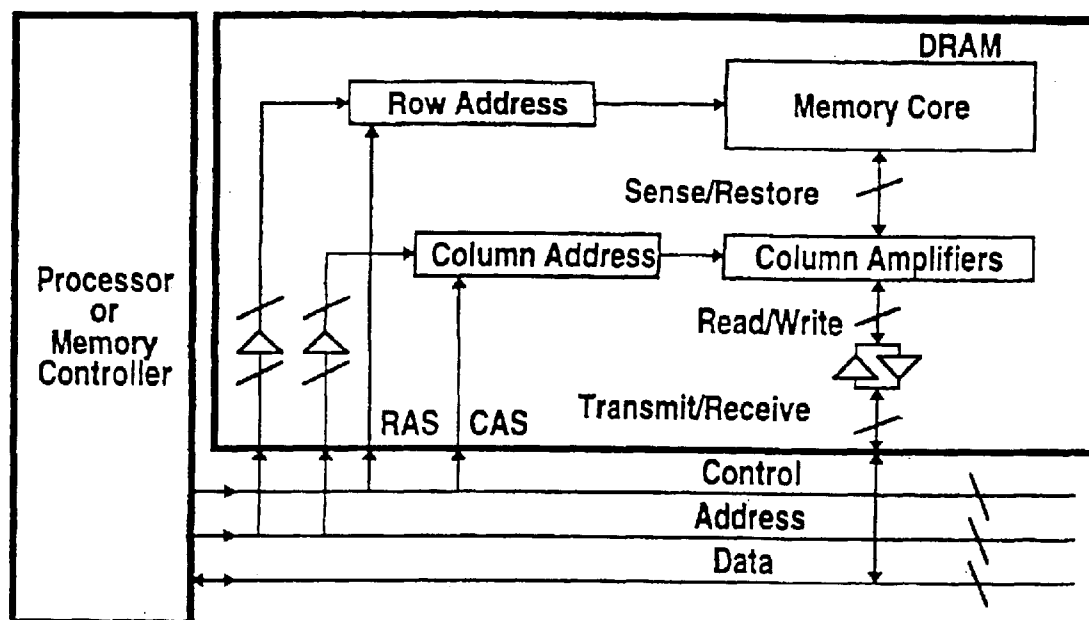 DRAM
Row Address
Memory Core
Sense/Restore
Column Address
Column Amplifiers
Processor
or
Memory
Controller
Read/Write
Transmit/Receive
RAS
CAS
Control
Address
Data